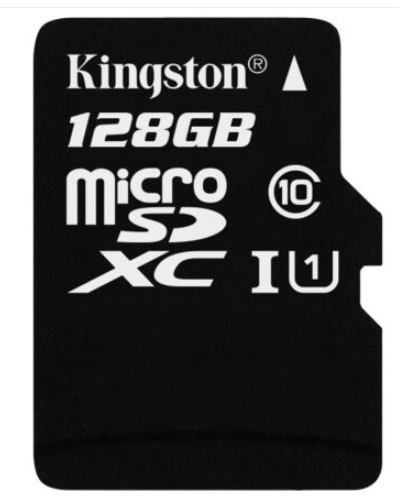 Kingston® ▲
128GB
micro 10
SD
XC I U1